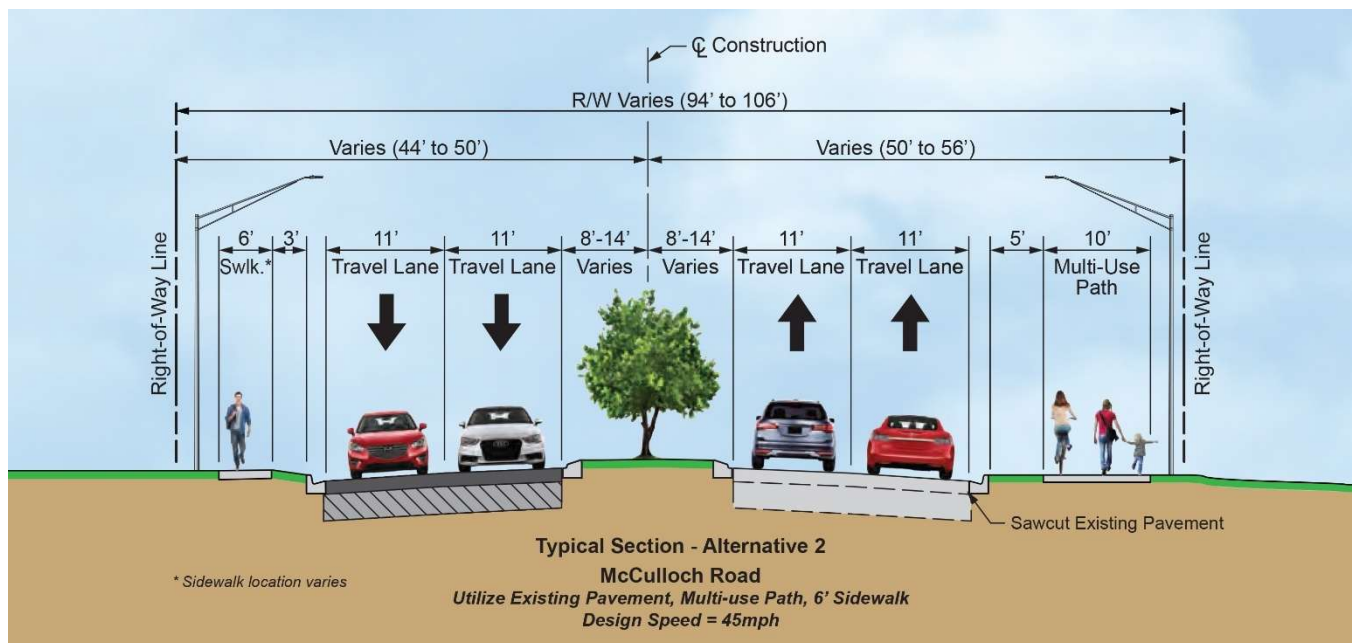 ℄ Construction
R/W Varies (94' to 106')
Varies (44' to 50')
Varies (50' to 56')
Right-of-Way Line
6'
Swlk.*
3'
11'
Travel Lane
11'
Travel Lane
8'-14'
Varies
8'-14'
Varies
11'
Travel Lane
11'
Travel Lane
5'
10'
Multi-Use
Path
Right-of-Way Line
Sawcut Existing Pavement
* Sidewalk location varies
Typical Section - Alternative 2
McCulloch Road
Utilize Existing Pavement, Multi-use Path, 6' Sidewalk
Design Speed = 45mph